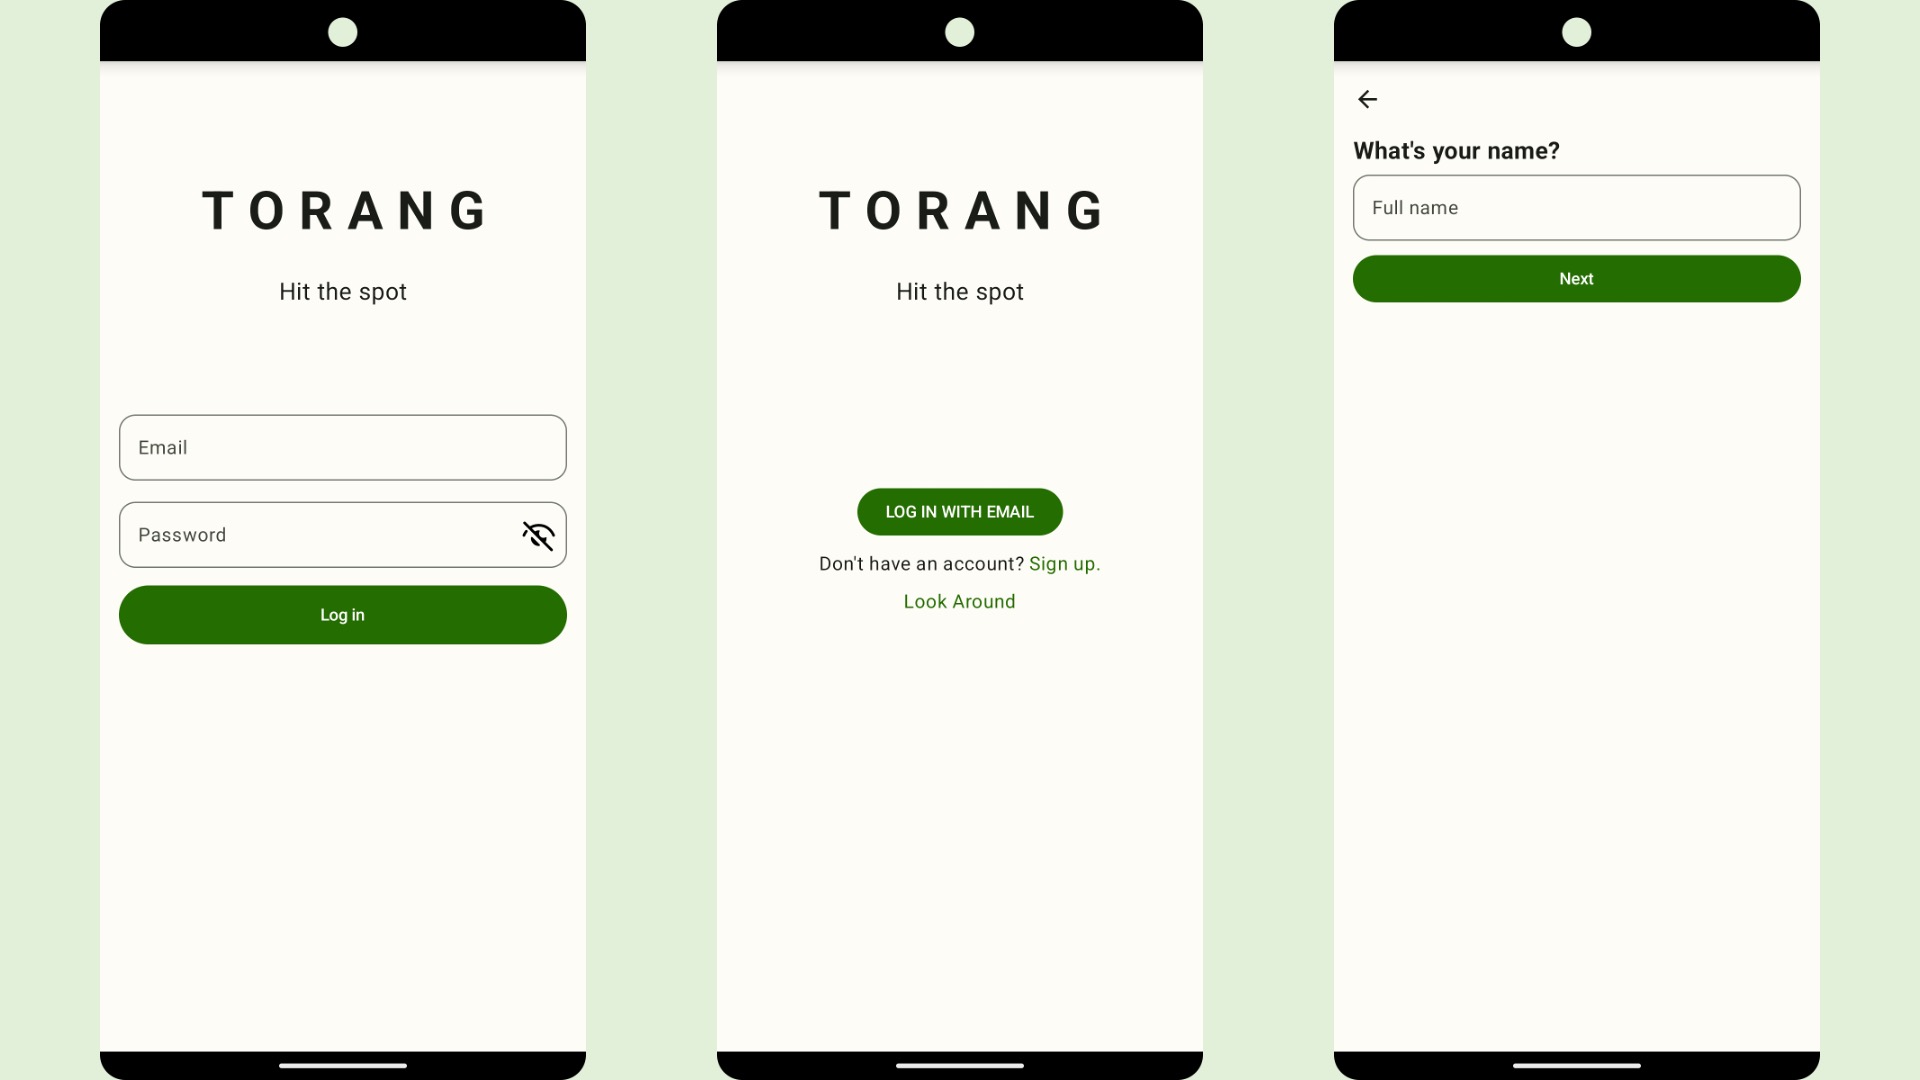 TORANG
Hit the spot
Email
Password
Log in
TORANG
Hit the spot
LOG IN WITH EMAIL
Don't have an account? Sign up.
Look Around
What's your name?
Full name
Next